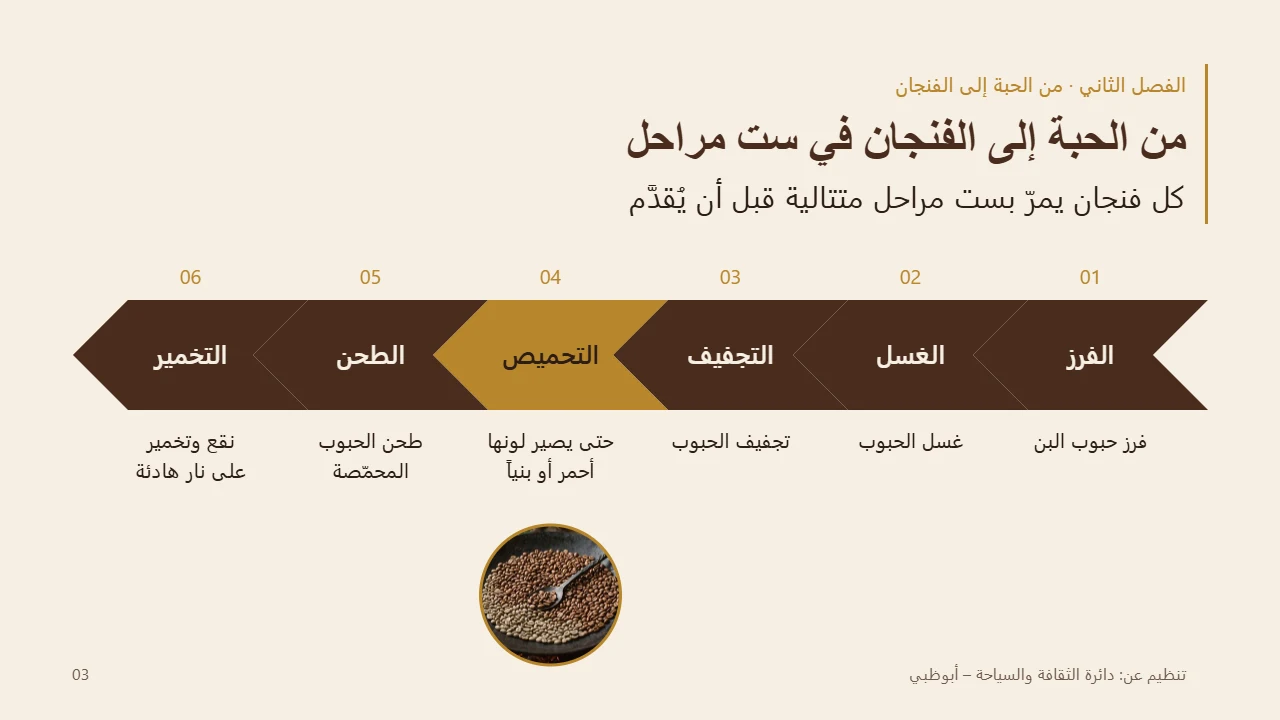 الفصل الثاني · من الحبة إلى الفنجان
من الحبة إلى الفنجان في ست مراحل
كل فنجان يمرّ بست مراحل متتالية قبل أن يُقدَّم
01
02
03
04
05
06
الفرز
الغسل
التجفيف
التحميص
الطحن
التخمير
فرز حبوب البن
غسل الحبوب
تجفيف الحبوب
حتى يصير لونها
أحمر أو بنياً
طحن الحبوب
المحمّصة
نقع وتخمير
على نار هادئة
تنظيم عن: دائرة الثقافة والسياحة – أبوظبي
03